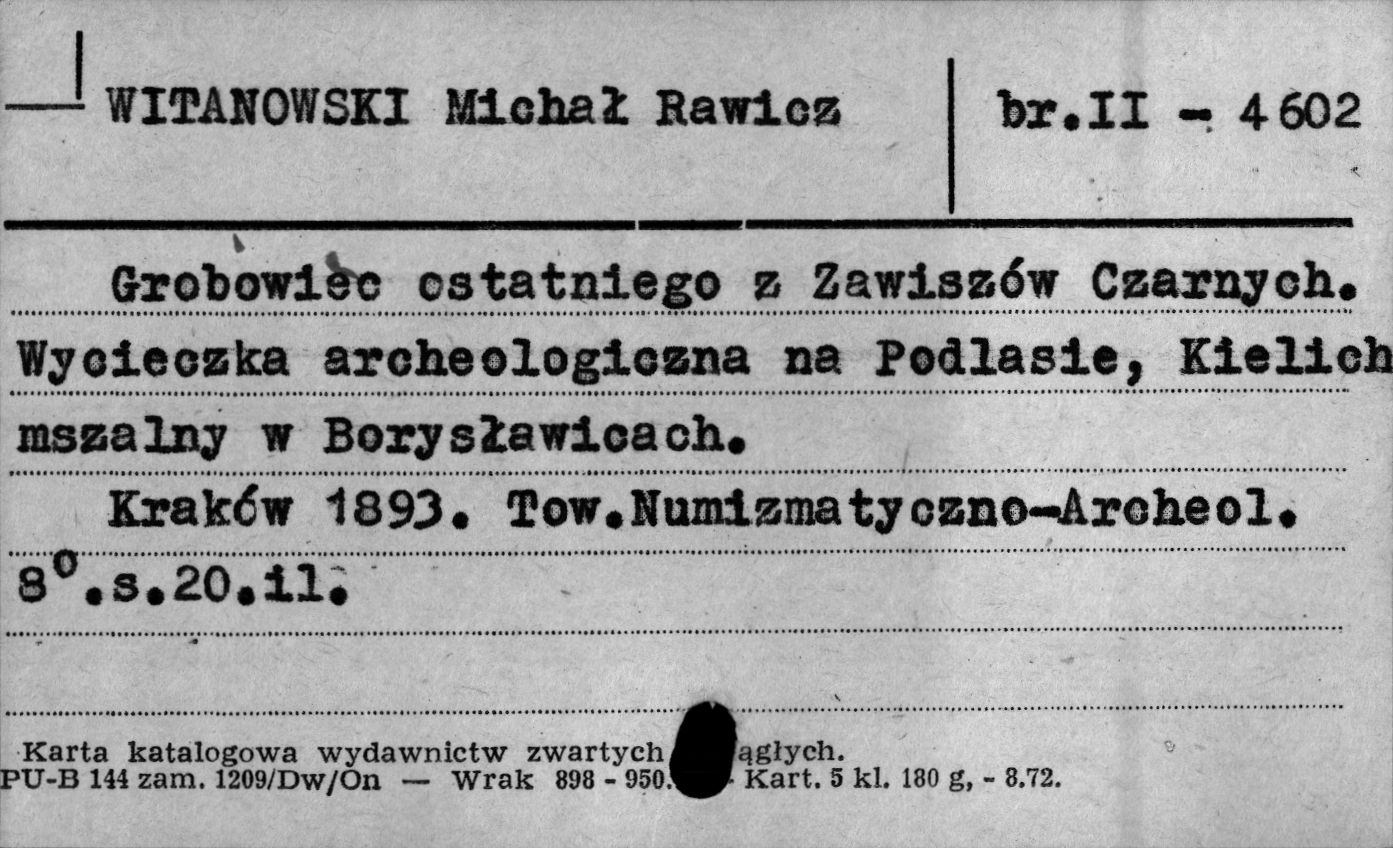 WITANOWSKI Michał Rawicz br.II - 4602
Grobowiec ostatniego z Zawiszów Czarnych.
Wycieczka archeologiczna na Podlasie, Kielich
mszalny w Borysławicach.
Kraków 1893. Tow.Numizmatyczno-Archeol.
8º.s.20.il.
Karta katalogowa wydawnictw zwartych ągłych.
PU-B 144 zam. 1209/Dw/On — Wrak 898 - 950. Kart. 5 kl. 180 g, - 8.72.